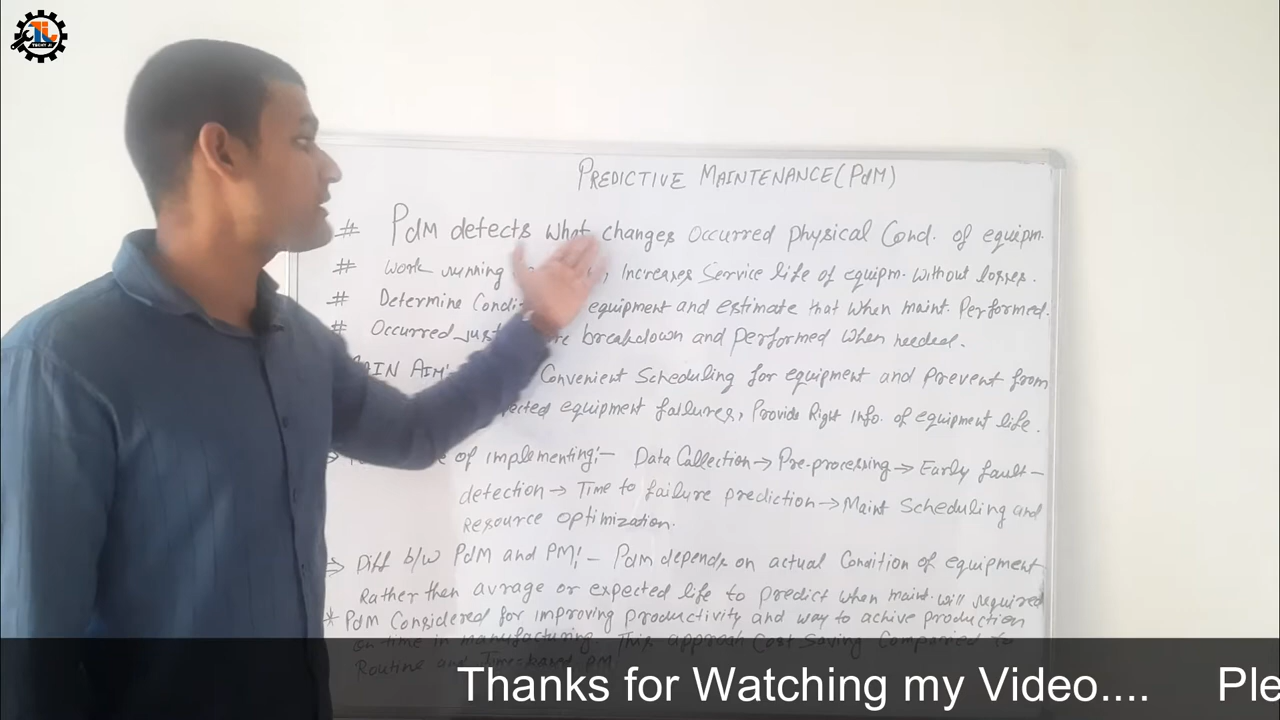 TECHY JI
PREDICTIVE MAINTENANCE (PdM)
# PdM detects what changes occurred physical Cond. of equipm.
# Work running , Increases Service life of equipm. without losses.
# Determine Condi equipment and estimate that when maint. Performed.
# Occurred just re breakdown and performed when needed.
AIN AIM:- Convenient Scheduling for equipment and Prevent from
ected equipment failures, Provide Right Info. of equipment life.
of implementing:- Data Collection → Pre-processing → Early fault-
detection → Time to failure prediction → Maint Scheduling and
Resource optimization.
⇒ Diff b/w PdM and PM:- Pdm depends on actual Condition of equipment
Rather then avrage or expected life to predict when maint. will required
* PdM Considered for improving productivity and way to achive production
on-time in manufacturing. This approach Cost Saving Compaired to
Routine and Time-based PM
Thanks for Watching my Video.... Ple